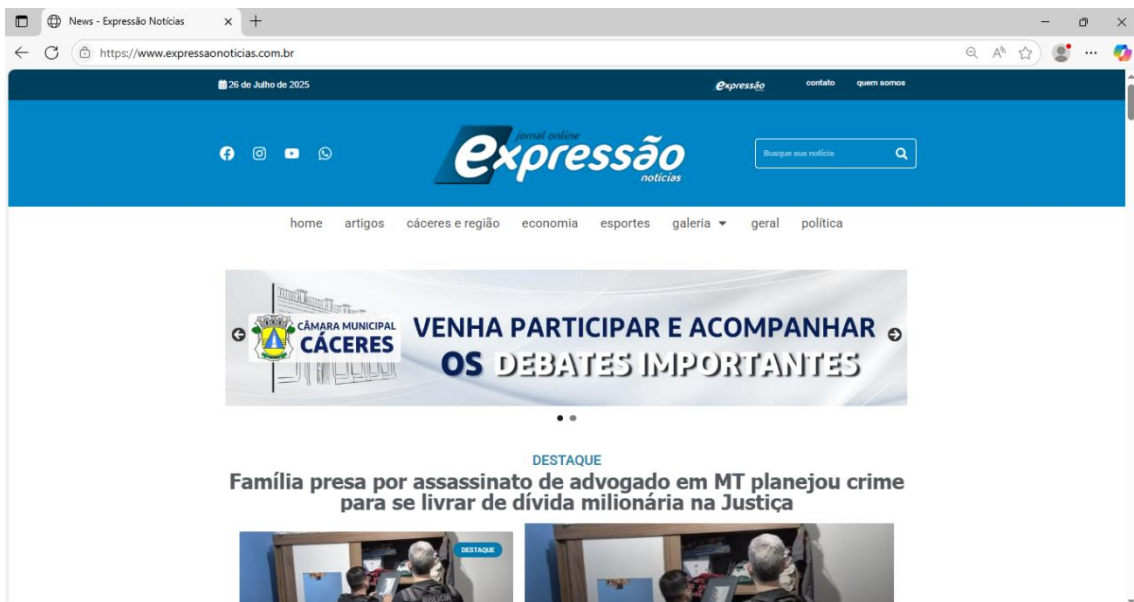 News - Expressão Notícias
https://www.expressaonoticias.com.br
26 de Julho de 2025
expressão
contato
quem somos
jornal online
expressão
notícias
Busque sua notícia
home artigos cáceres e região economia esportes galeria geral política
CÂMARA MUNICIPAL
CÁCERES
VENHA PARTICIPAR E ACOMPANHAR
OS DEBATES IMPORTANTES
DESTAQUE
Família presa por assassinato de advogado em MT planejou crime
para se livrar de dívida milionária na Justiça
DESTAQUE
POLÍCIA